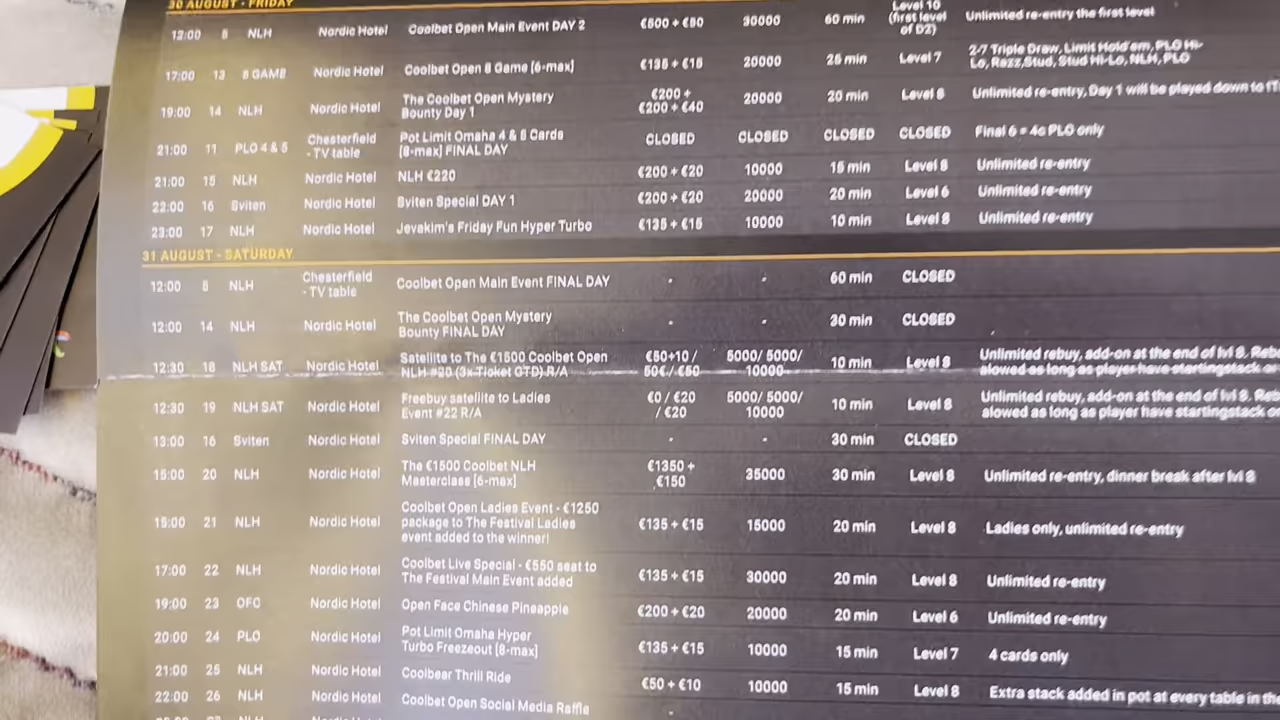 30 AUGUST - FRIDAY
12:00 5 NLH Nordic Hotel Coolbet Open Main Event DAY 2 €500 + €50 30000 60 min Level 10 (first level of D2) Unlimited re-entry the first level
17:00 13 8 GAME Nordic Hotel Coolbet Open 8 Game [6-max] €135 + €15 20000 25 min Level 7 2-7 Triple Draw, Limit Hold'em, PLO Hi-
Lo, Razz, Stud, Stud Hi-Lo, NLH, PLO
19:00 14 NLH Nordic Hotel The Coolbet Open Mystery
Bounty Day 1 €200 +
€200 + €40 20000 20 min Level 8 Unlimited re-entry, Day 1 will be played down to
21:00 11 PLO 4 & 5 Chesterfield
- TV table Pot Limit Omaha 4 & 5 Cards
[8-max] FINAL DAY CLOSED CLOSED CLOSED CLOSED Final 6 = 4c PLO only
21:00 15 NLH Nordic Hotel NLH €220 €200 + €20 10000 15 min Level 8 Unlimited re-entry
22:00 16 Sviten Nordic Hotel Sviten Special DAY 1 €200 + €20 20000 20 min Level 6 Unlimited re-entry
23:00 17 NLH Nordic Hotel Jevakim's Friday Fun Hyper Turbo €135 + €15 10000 10 min Level 8 Unlimited re-entry
31 AUGUST - SATURDAY
12:00 5 NLH Chesterfield
- TV table Coolbet Open Main Event FINAL DAY - - 60 min CLOSED
12:00 14 NLH Nordic Hotel The Coolbet Open Mystery
Bounty FINAL DAY - - 30 min CLOSED
12:30 18 NLH SAT Nordic Hotel Satellite to The €1500 Coolbet Open
NLH #20 (3x Ticket GTD) R/A €50+10 /
50€ / €50 5000/ 5000/
10000 10 min Level 8 Unlimited rebuy, add-on at the end of lvl 8. Reb
alowed as long as player have startingstack or
12:30 19 NLH SAT Nordic Hotel Freebuy satellite to Ladies
Event #22 R/A €0 / €20
/ €20 5000/ 5000/
10000 10 min Level 8 Unlimited rebuy, add-on at the end of lvl 8. Reb
alowed as long as player have startingstack or
13:00 16 Sviten Nordic Hotel Sviten Special FINAL DAY - - 30 min CLOSED
15:00 20 NLH Nordic Hotel The €1500 Coolbet NLH
Masterclass [6-max] €1350 +
€150 35000 30 min Level 8 Unlimited re-entry, dinner break after lvl 8
15:00 21 NLH Nordic Hotel Coolbet Open Ladies Event - €1250
package to The Festival Ladies
event added to the winner! €135 + €15 15000 20 min Level 8 Ladies only, unlimited re-entry
17:00 22 NLH Nordic Hotel Coolbet Live Special - €550 seat to
The Festival Main Event added €135 + €15 30000 20 min Level 8 Unlimited re-entry
19:00 23 OFC Nordic Hotel Open Face Chinese Pineapple €200 + €20 20000 20 min Level 6 Unlimited re-entry
20:00 24 PLO Nordic Hotel Pot Limit Omaha Hyper
Turbo Freezeout [8-max] €135 + €15 10000 15 min Level 7 4 cards only
21:00 25 NLH Nordic Hotel Coolbear Thrill Ride €50 + €10 10000 15 min Level 8 Extra stack added in pot at every table in th
22:00 26 NLH Nordic Hotel Coolbet Open Social Media Raffle -